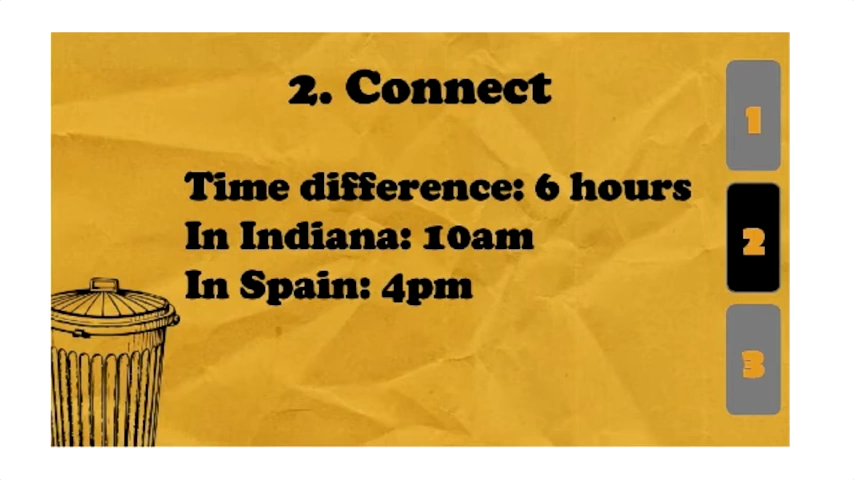 2. Connect
Time difference: 6 hours
In Indiana: 10am
In Spain: 4pm
1
2
3